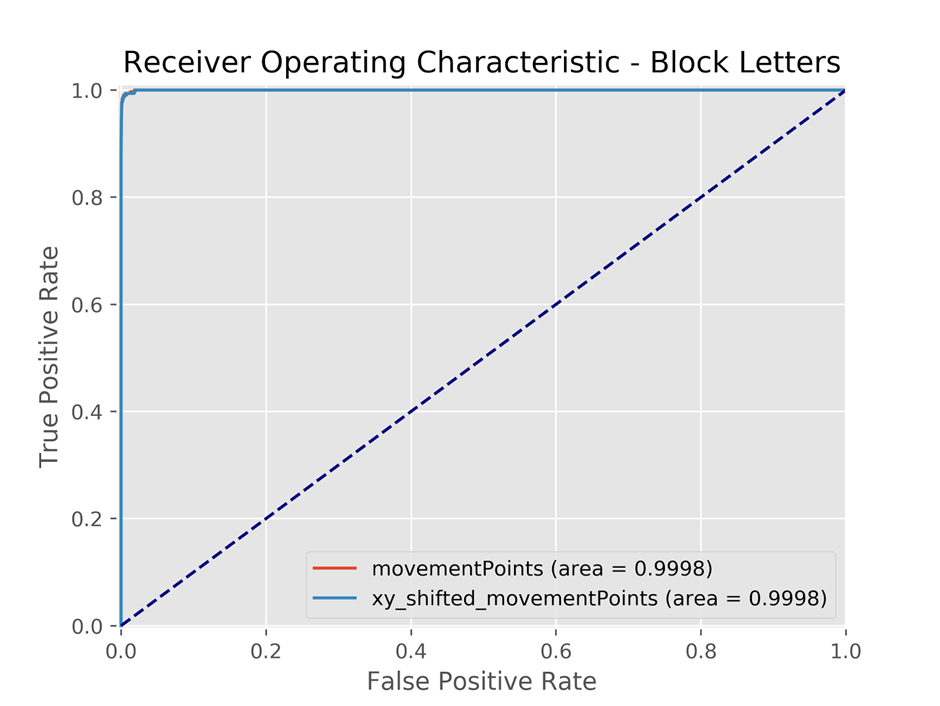 Receiver Operating Characteristic - Block Letters
1.0
0.8
0.6
0.4
0.2
0.0
True Positive Rate
movementPoints (area = 0.9998)
xy_shifted_movementPoints (area = 0.9998)
0.0 0.2 0.4 0.6 0.8 1.0
False Positive Rate